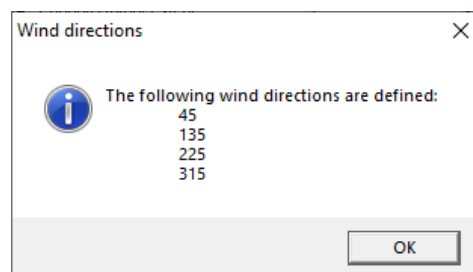 Wind directions
The following wind directions are defined:
45
135
225
315
OK